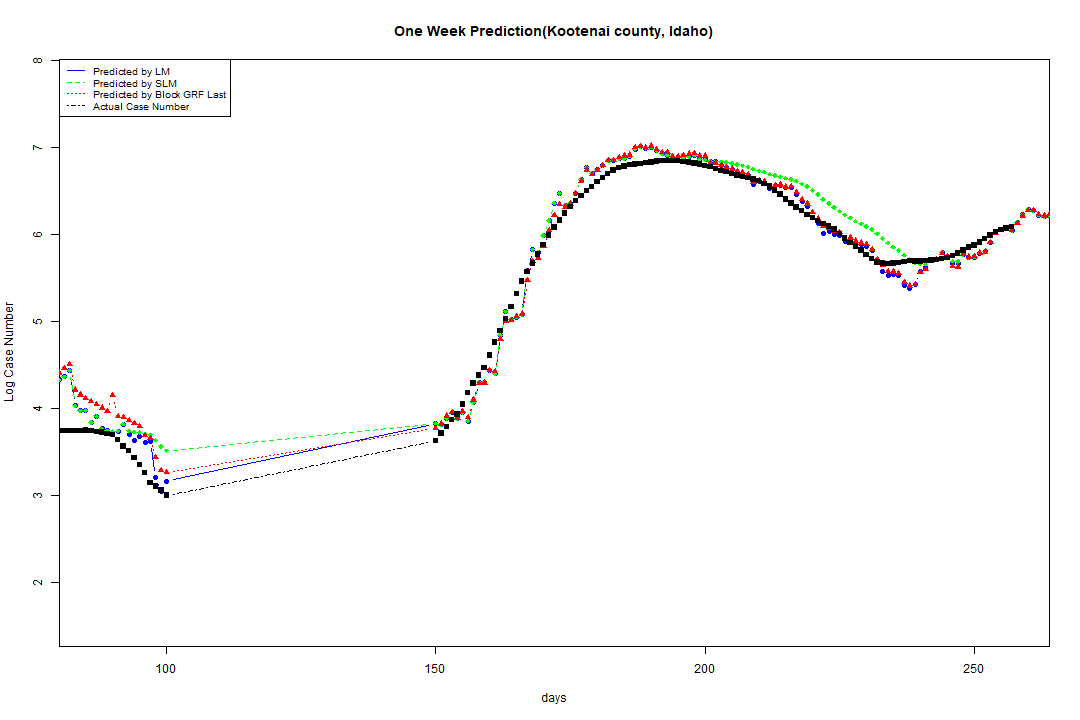 One Week Prediction(Kootenai county, Idaho)
Predicted by LM
Predicted by SLM
Predicted by Block GRF Last
Actual Case Number
Log Case Number
8
7
6
5
4
3
2
100 150 200 250
days